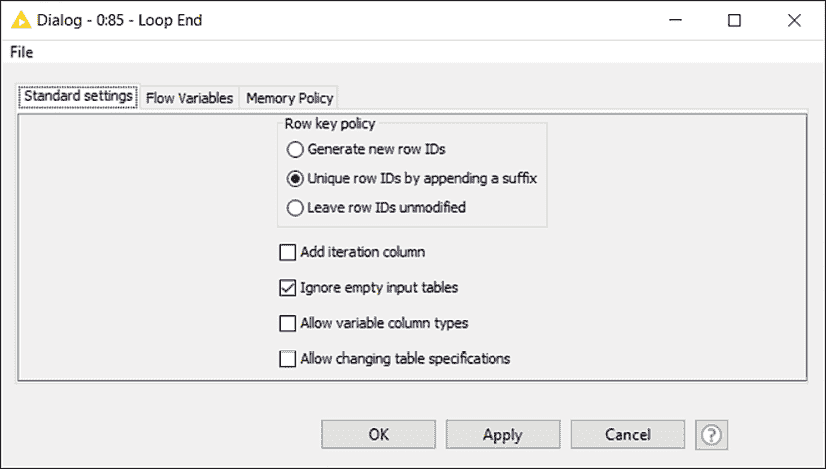 Dialog - 0:85 - Loop End
File
Standard settings Flow Variables Memory Policy
Row key policy
Generate new row IDs
Unique row IDs by appending a suffix
Leave row IDs unmodified
Add iteration column
Ignore empty input tables
Allow variable column types
Allow changing table specifications
OK Apply Cancel ?